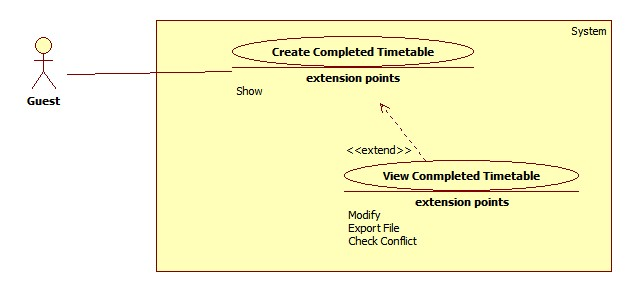 System
Create Completed Timetable
extension points
Show
Guest
<<extend>>
View Conmpleted Timetable
extension points
Modify
Export File
Check Conflict